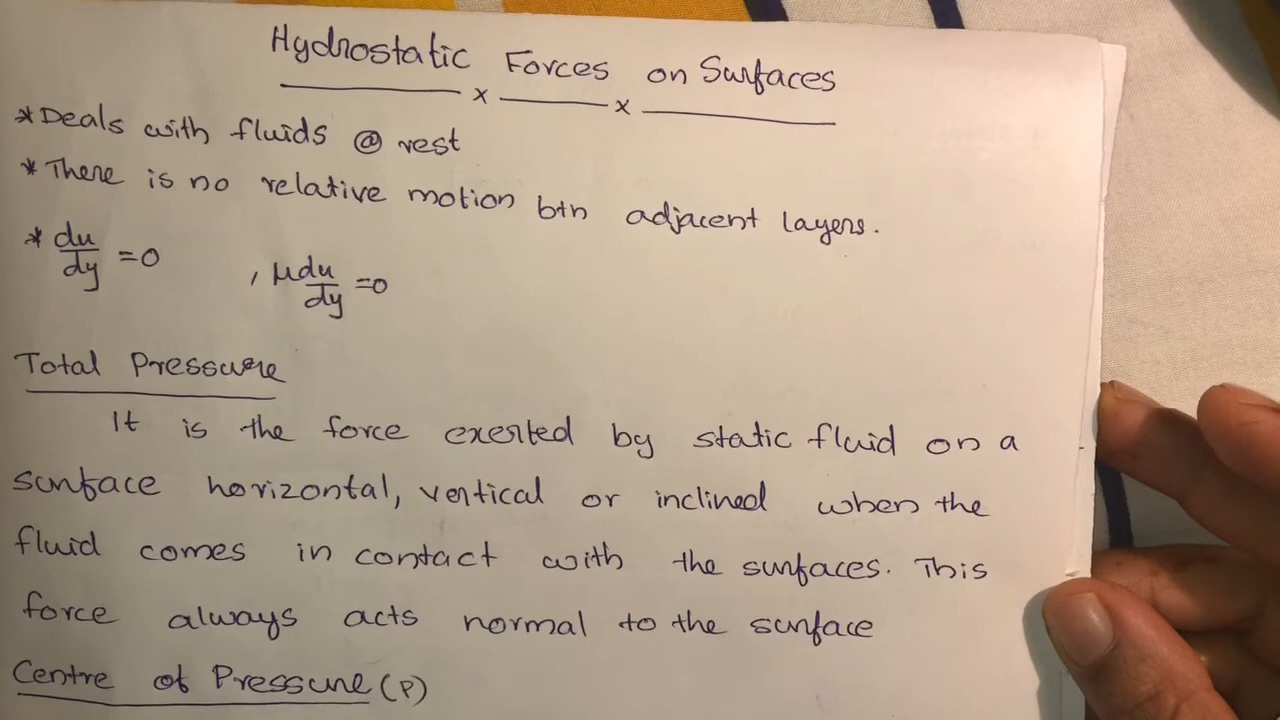 Hydrostatic Forces on Surfaces
x x
* Deals with fluids @ rest
* There is no relative motion btn adjacent layers.
* du/dy = 0 , μ du/dy = 0
Total Pressure
It is the force exerted by static fluid on a
surface horizontal, vertical or inclined when the
fluid comes in contact with the surfaces. This
force always acts normal to the surface
Centre of Pressure (P)